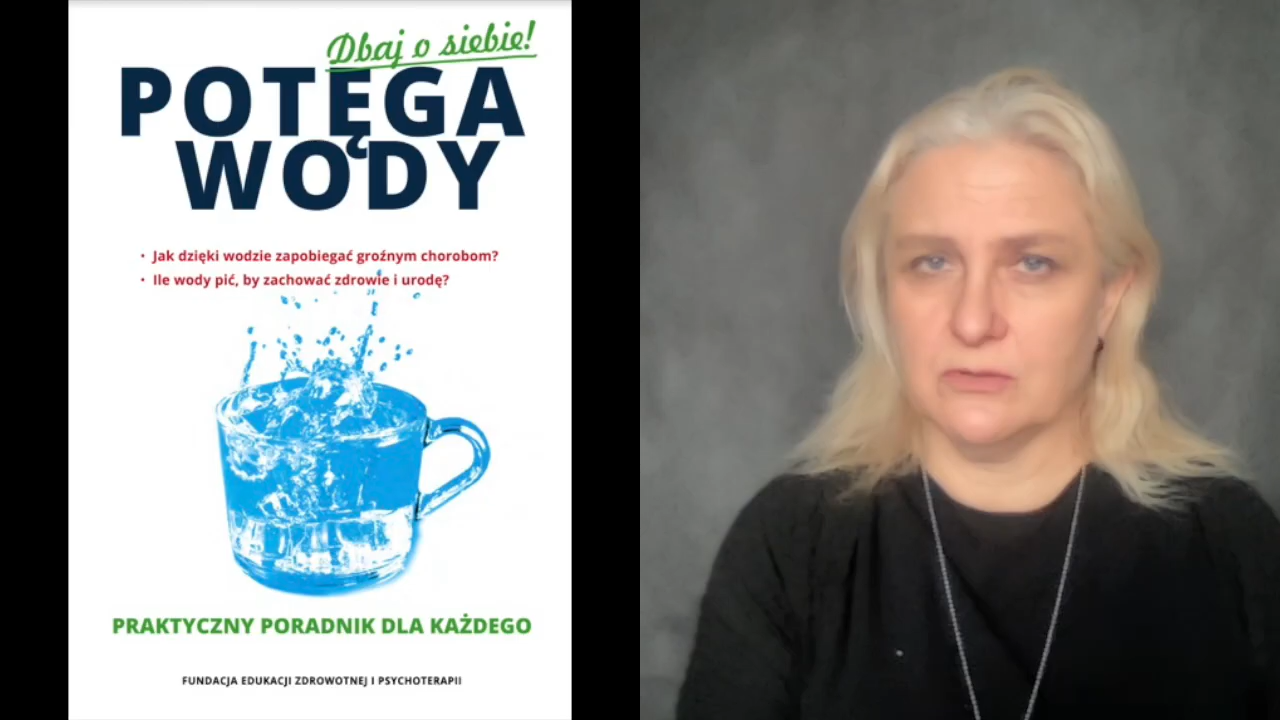 Dbaj o siebie!
POTĘGA
WODY
• Jak dzięki wodzie zapobiegać groźnym chorobom?
• Ile wody pić, by zachować zdrowie i urodę?
PRAKTYCZNY PORADNIK DLA KAŻDEGO
FUNDACJA EDUKACJI ZDROWOTNEJ I PSYCHOTERAPII